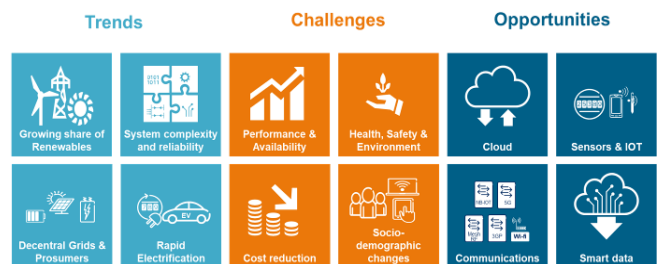 Trends
Challenges
Opportunities
Growing share of
Renewables
System complexity
and reliability
Performance &
Availability
Health, Safety &
Environment
Cloud
Sensors & IOT
Decentral Grids &
Prosumers
EV
Rapid
Electrification
Cost reduction
Socio-
demographic
changes
NB-IOT
5G
Mesh
RF
3GP
Wi-fi
Communications
Smart data